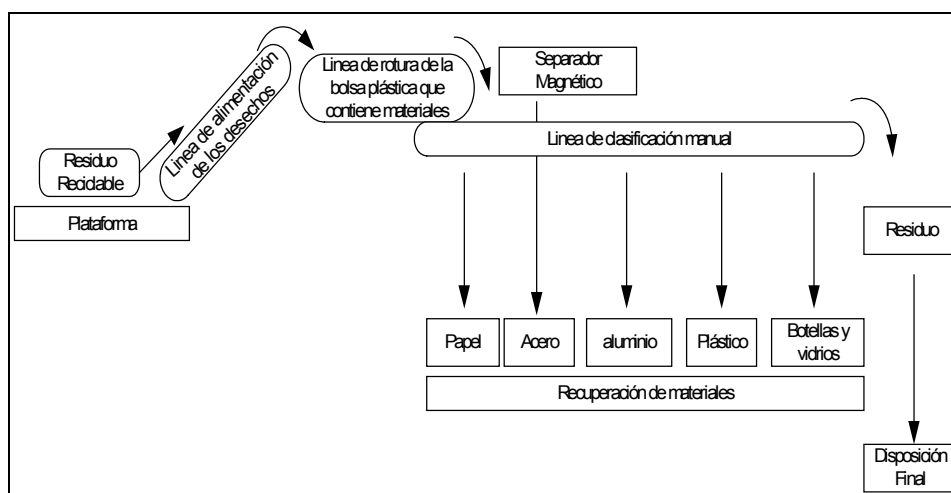 Residuo
Reciclable
Plataforma
Linea de alimentación
de los desechos
Linea de rotura de la
bolsa plástica que
contiene materiales
Separador
Magnético
Linea de clasificación manual
Papel
Acero
aluminio
Plástico
Botellas y
vidrios
Recuperación de materiales
Residuo
Disposición
Final